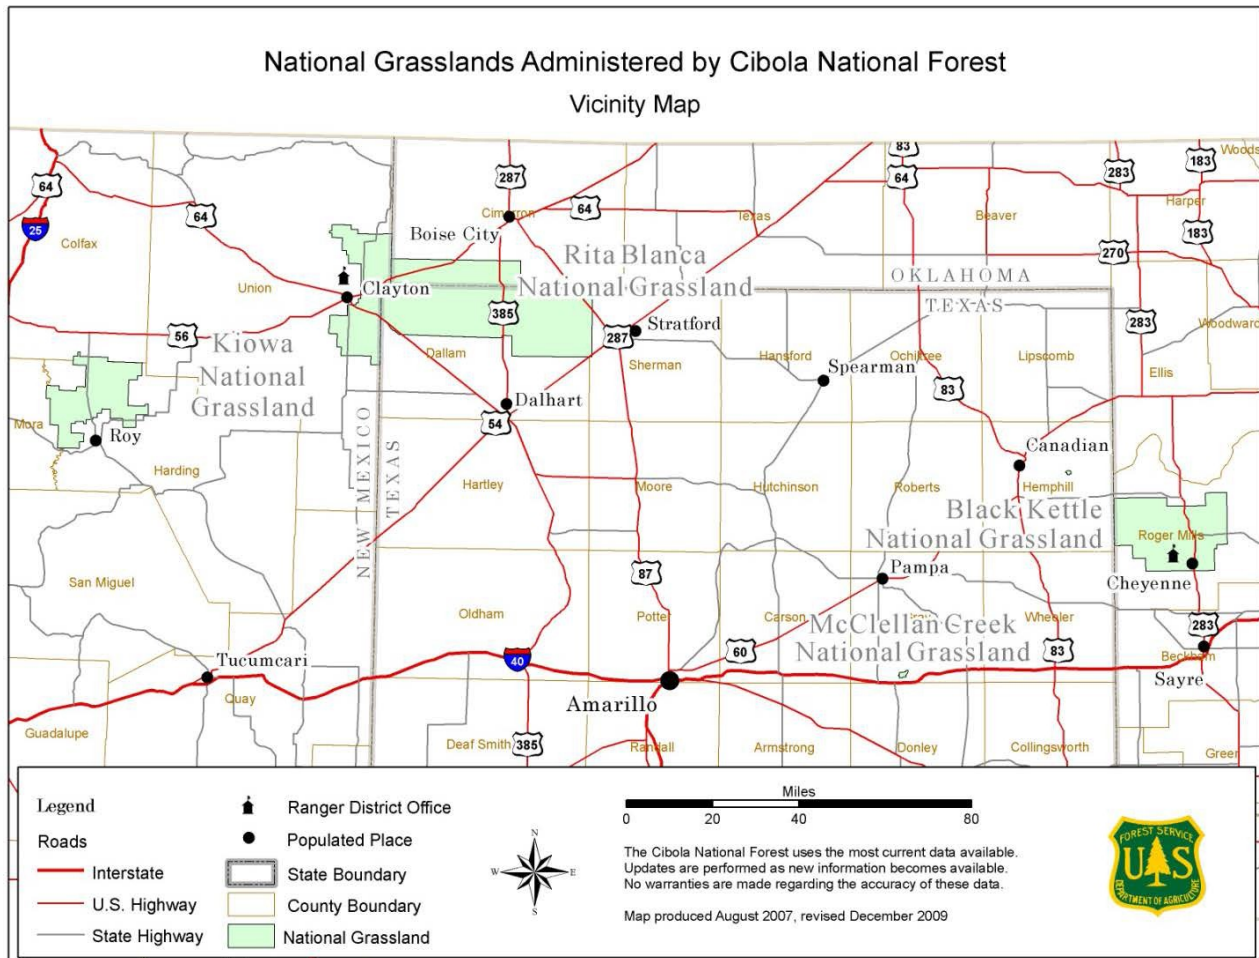 National Grasslands Administered by Cibola National Forest
Vicinity Map
83
64
287
64
283
183
Woods
64
25
Colfax
64
Cimarron
64
Texas
Beaver
Harper
183
Boise City
Rita Blanca
National Grassland
270
OKLAHOMA
TEXAS
Union
Clayton
385
56
Kiowa
National
Grassland
287
Stratford
283
Woodward
Dallam
Sherman
Hansford
Ochiltree
Lipscomb
Ellis
Spearman
83
Dalhart
54
Mora
Roy
NEW MEXICO
TEXAS
Canadian
Harding
Hartley
Moore
Hutchinson
Roberts
Hemphill
Black Kettle
National Grassland
Roger Mills
San Miguel
87
Pampa
Cheyenne
Oldham
Potter
Carson
Wheeler
McClellan Creek
National Grassland
283
Tucumcari
40
60
83
Beckham
Sayre
Quay
Amarillo
Guadalupe
Deaf Smith
385
Randall
Armstrong
Donley
Collingsworth
Greer
Legend
Roads
Interstate
U.S. Highway
State Highway
Ranger District Office
Populated Place
State Boundary
County Boundary
National Grassland
N
W E
S
Miles
0 20 40 80
The Cibola National Forest uses the most current data available.
Updates are performed as new information becomes available.
No warranties are made regarding the accuracy of these data.
Map produced August 2007, revised December 2009
FOREST SERVICE
U S
DEPARTMENT OF AGRICULTURE